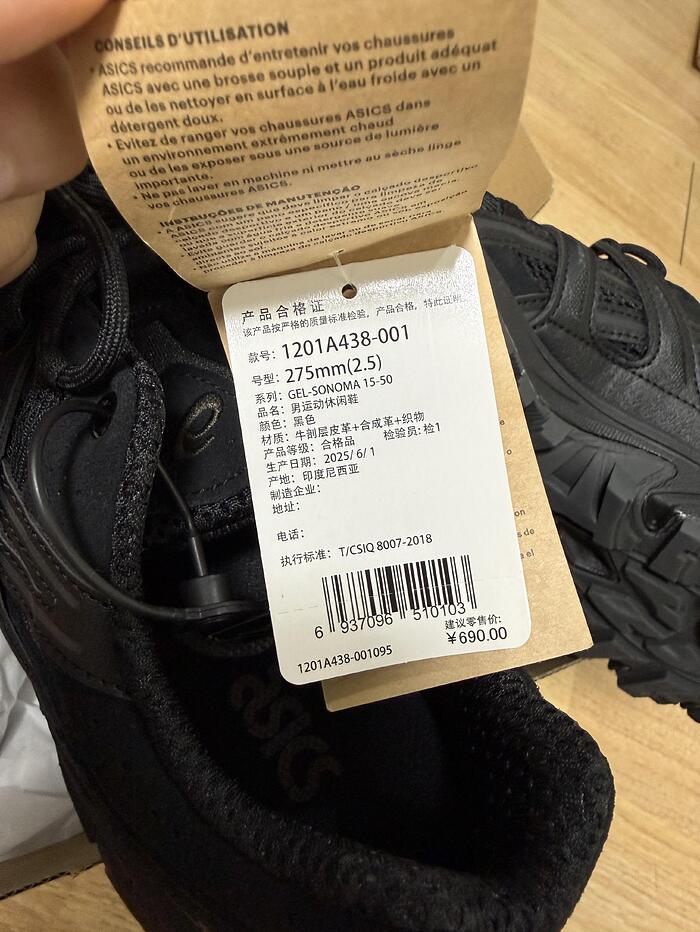 CONSEILS D'UTILISATION
• ASICS recommande d'entretenir vos chaussures
ASICS avec une brosse souple et un produit adéquat
ou de les nettoyer en surface à l'eau froide avec un
détergent doux.
• Evitez de ranger vos chaussures ASICS dans
un environnement extrêmement chaud
ou de les exposer sous une source de lumière
importante.
• Ne pas laver en machine ni mettre au sèche linge
vos chaussures ASICS.
INSTRUÇÕES DE MANUTENÇÃO
• A ASICS sugere que deve limpar o calçado desportivo
产品合格证
该产品按严格的质量标准检验，产品合格，特此证明
款号：1201A438-001
号型：275mm(2.5)
系列：GEL-SONOMA 15-50
品名：男运动休闲鞋
颜色：黑色
材质：牛剖层皮革+合成革+织物
产品等级：合格品 检验员：检1
生产日期：2025/ 6/ 1
产地：印度尼西亚
制造企业：
地址：
电话：
执行标准：T/CSIQ 8007-2018
6 937096 510103
建议零售价：
￥690.00
1201A438-001095
asics